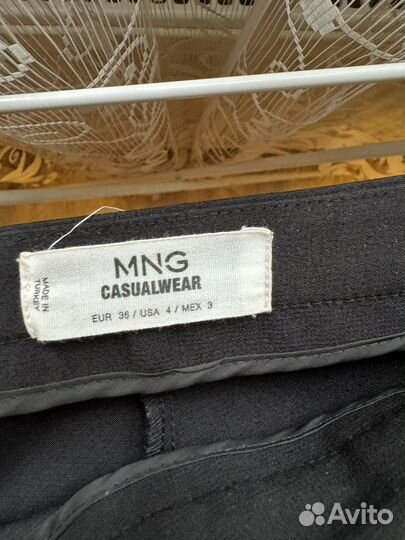 MNG
CASUALWEAR
EUR 36 / USA 4 / MEX 3
MADE IN
TURKEY
Avito